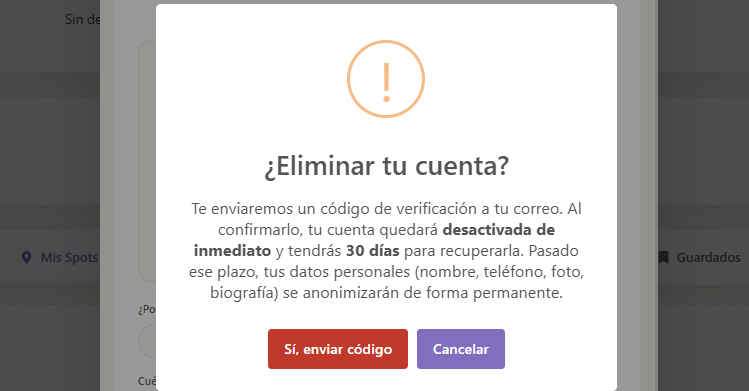 Sin de
!
¿Eliminar tu cuenta?
Te enviaremos un código de verificación a tu correo. Al
confirmarlo, tu cuenta quedará desactivada de
inmediato y tendrás 30 días para recuperarla. Pasado
ese plazo, tus datos personales (nombre, teléfono, foto,
biografía) se anonimizarán de forma permanente.
Mis Spots
Guardados
¿Po
Sí, enviar código
Cancelar
Cué